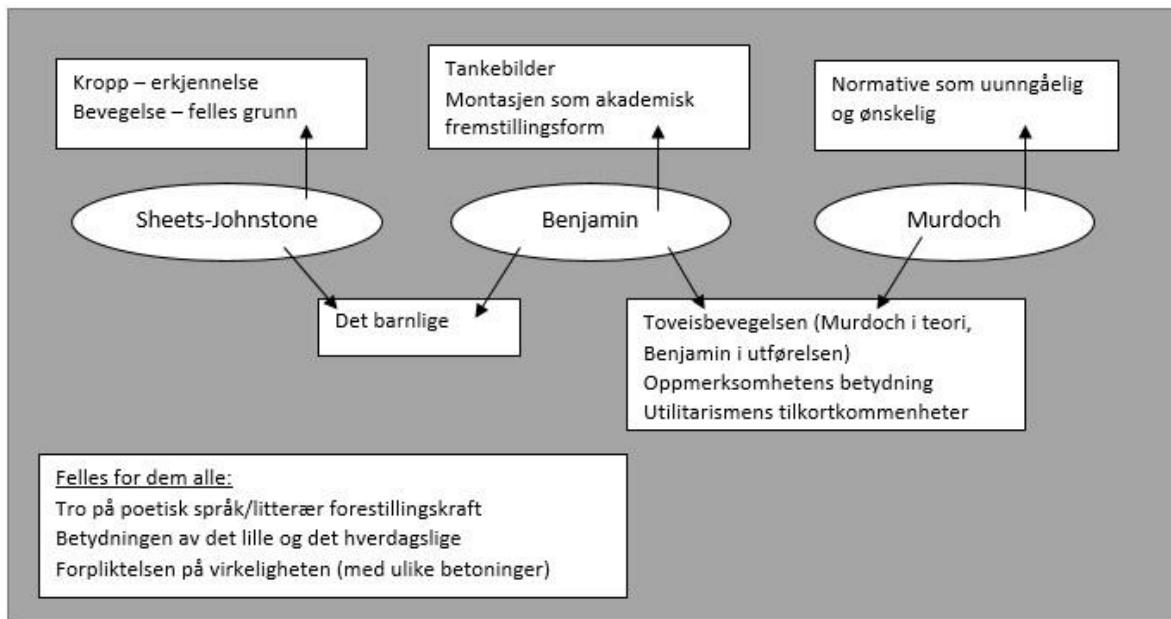 Kropp – erkjennelse
Bevegelse – felles grunn
Tankebilder
Montasjen som akademisk
fremstillingsform
Normative som uunngåelig
og ønskelig
Sheets-Johnstone
Benjamin
Murdoch
Det barnlige
Toveisbevegelsen (Murdoch i teori,
Benjamin i utførelsen)
Oppmerksomhetens betydning
Utilitarismens tilkortkommenheter
Felles for dem alle:
Tro på poetisk språk/litterær forestillingskraft
Betydningen av det lille og det hverdagslige
Forpliktelsen på virkeligheten (med ulike betoninger)